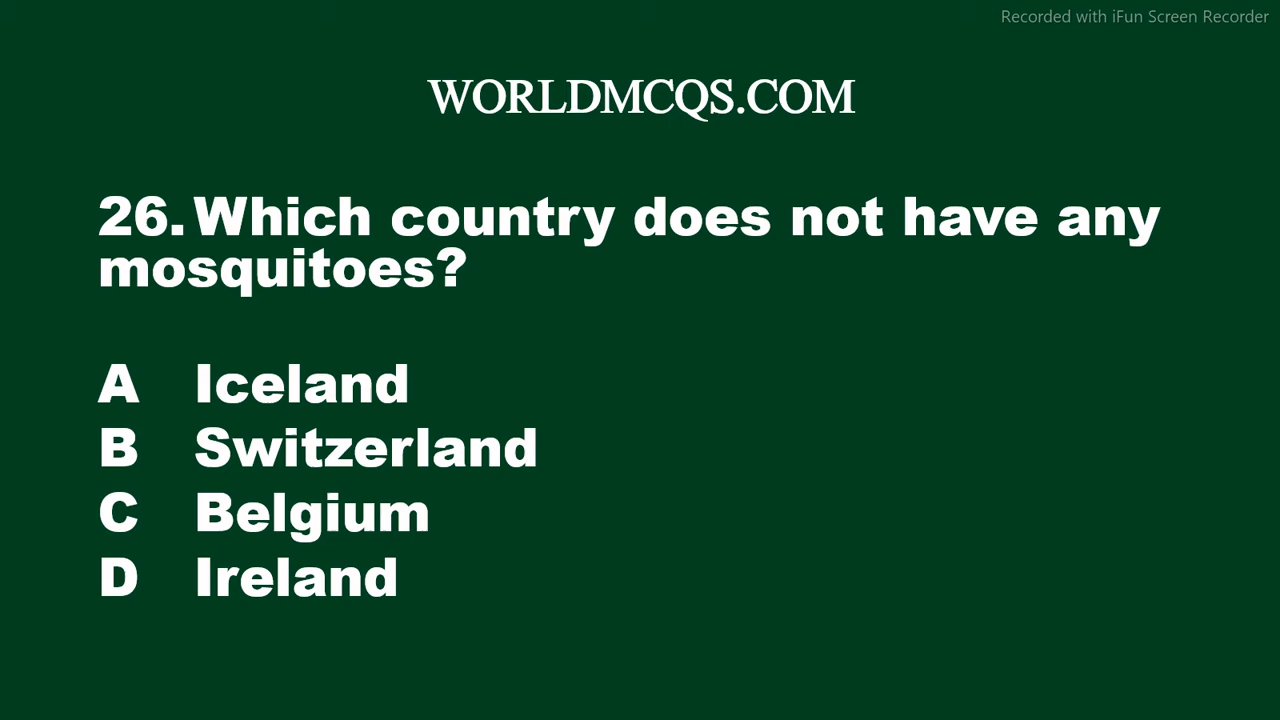 Recorded with iFun Screen Recorder
WORLDMCQS.COM
26. Which country does not have any
mosquitoes?
A Iceland
B Switzerland
C Belgium
D Ireland